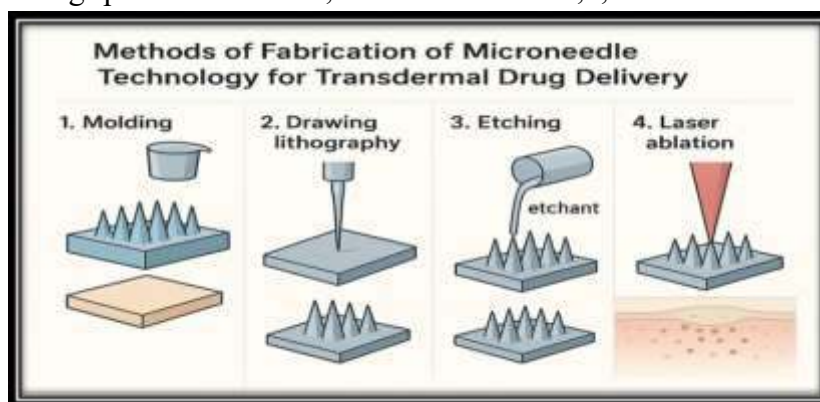 Methods of Fabrication of Microneedle
Technology for Transdermal Drug Delivery
1. Molding
2. Drawing
lithography
3. Etching
etchant
4. Laser
ablation